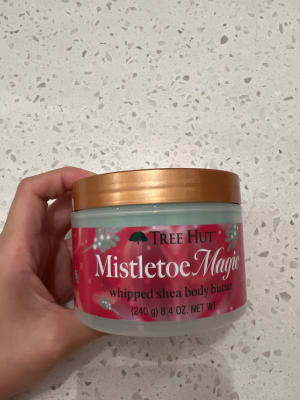 TREE HUT
Mistletoe Magic
whipped shea body butter
(240 g) 8.4 OZ. NET WT